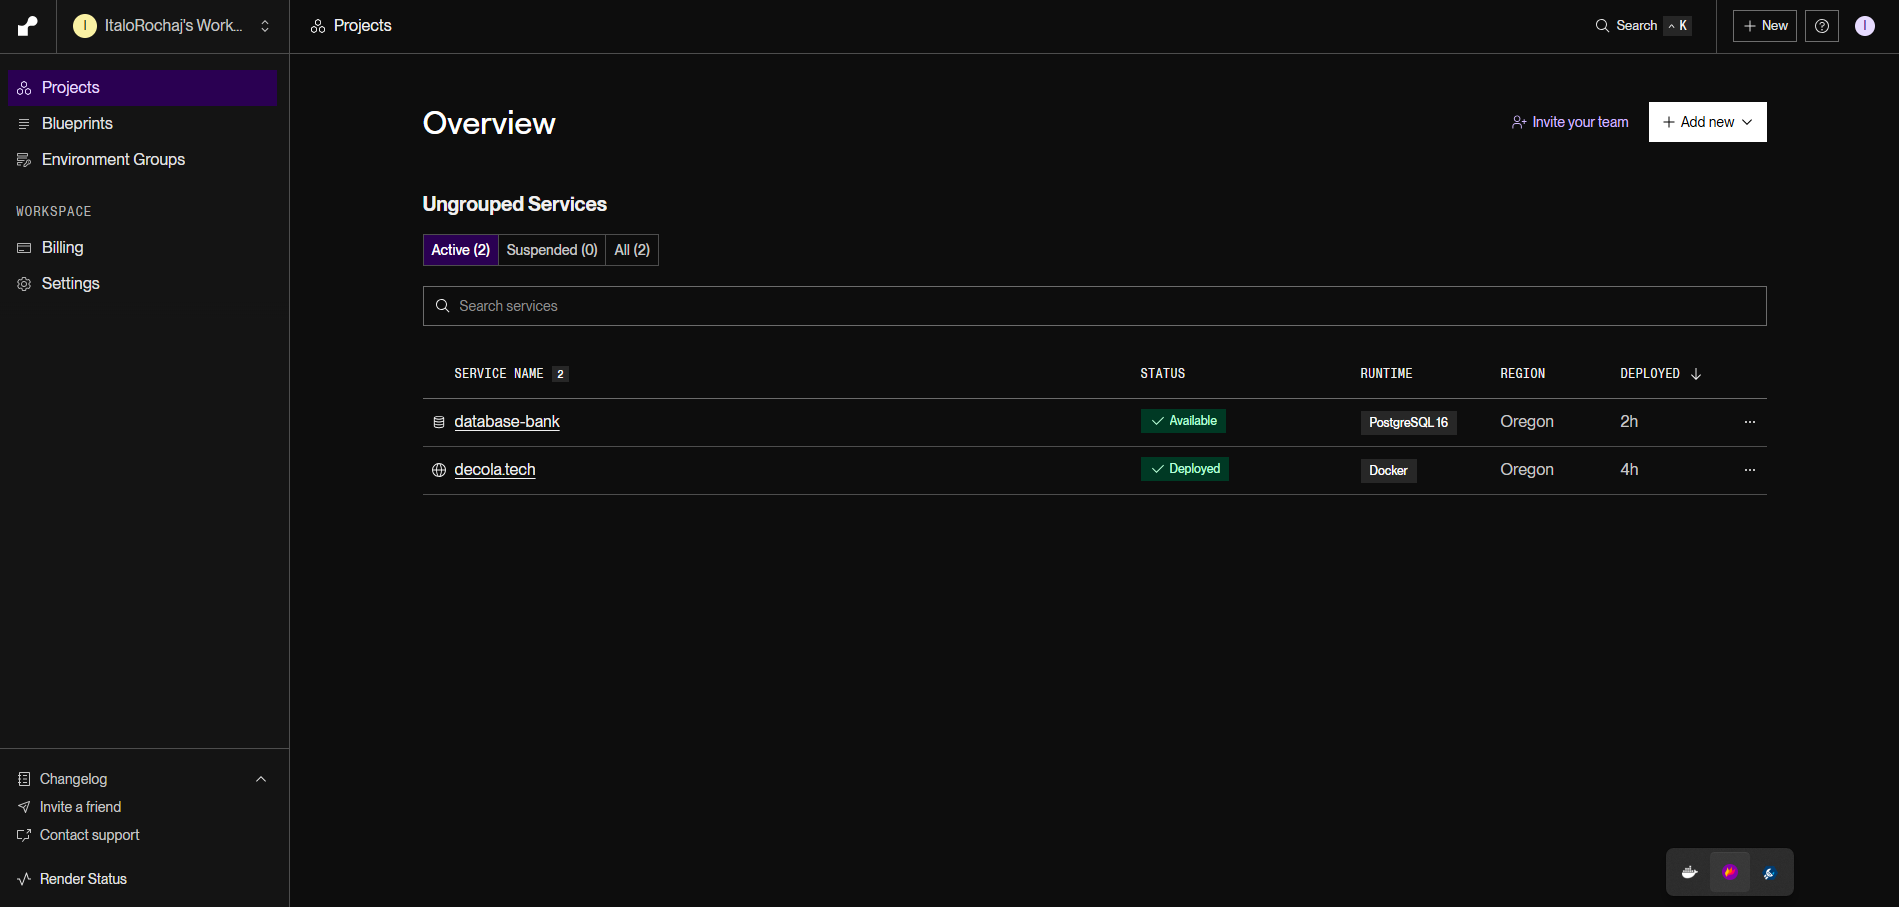 I ItaloRochaj's Work...
Projects
Search ^ K
+ New
I
Projects
Blueprints
Environment Groups
WORKSPACE
Billing
Settings
Overview
Invite your team
+ Add new
Ungrouped Services
Active (2) Suspended (0) All (2)
Search services
SERVICE NAME 2 STATUS RUNTIME REGION DEPLOYED
database-bank Available PostgreSQL 16 Oregon 2h ...
decola.tech Deployed Docker Oregon 4h ...
Changelog
Invite a friend
Contact support
Render Status